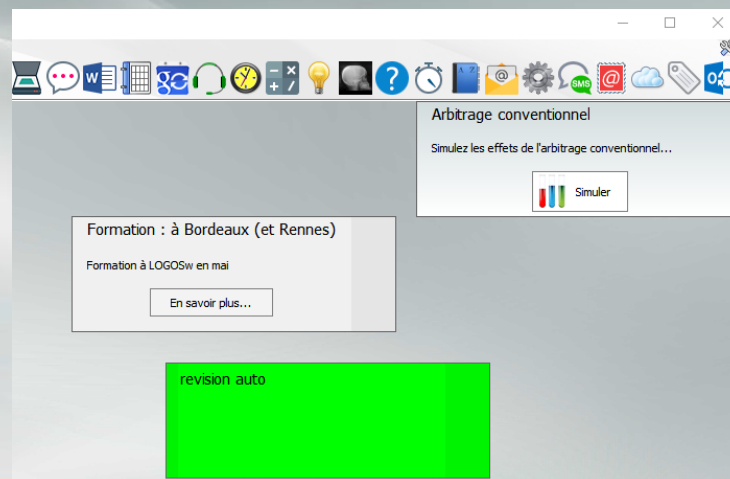 Arbitrage conventionnel
Simulez les effets de l'arbitrage conventionnel...
Simuler
Formation : à Bordeaux (et Rennes)
Formation à LOGOSw en mai
En savoir plus...
revision auto